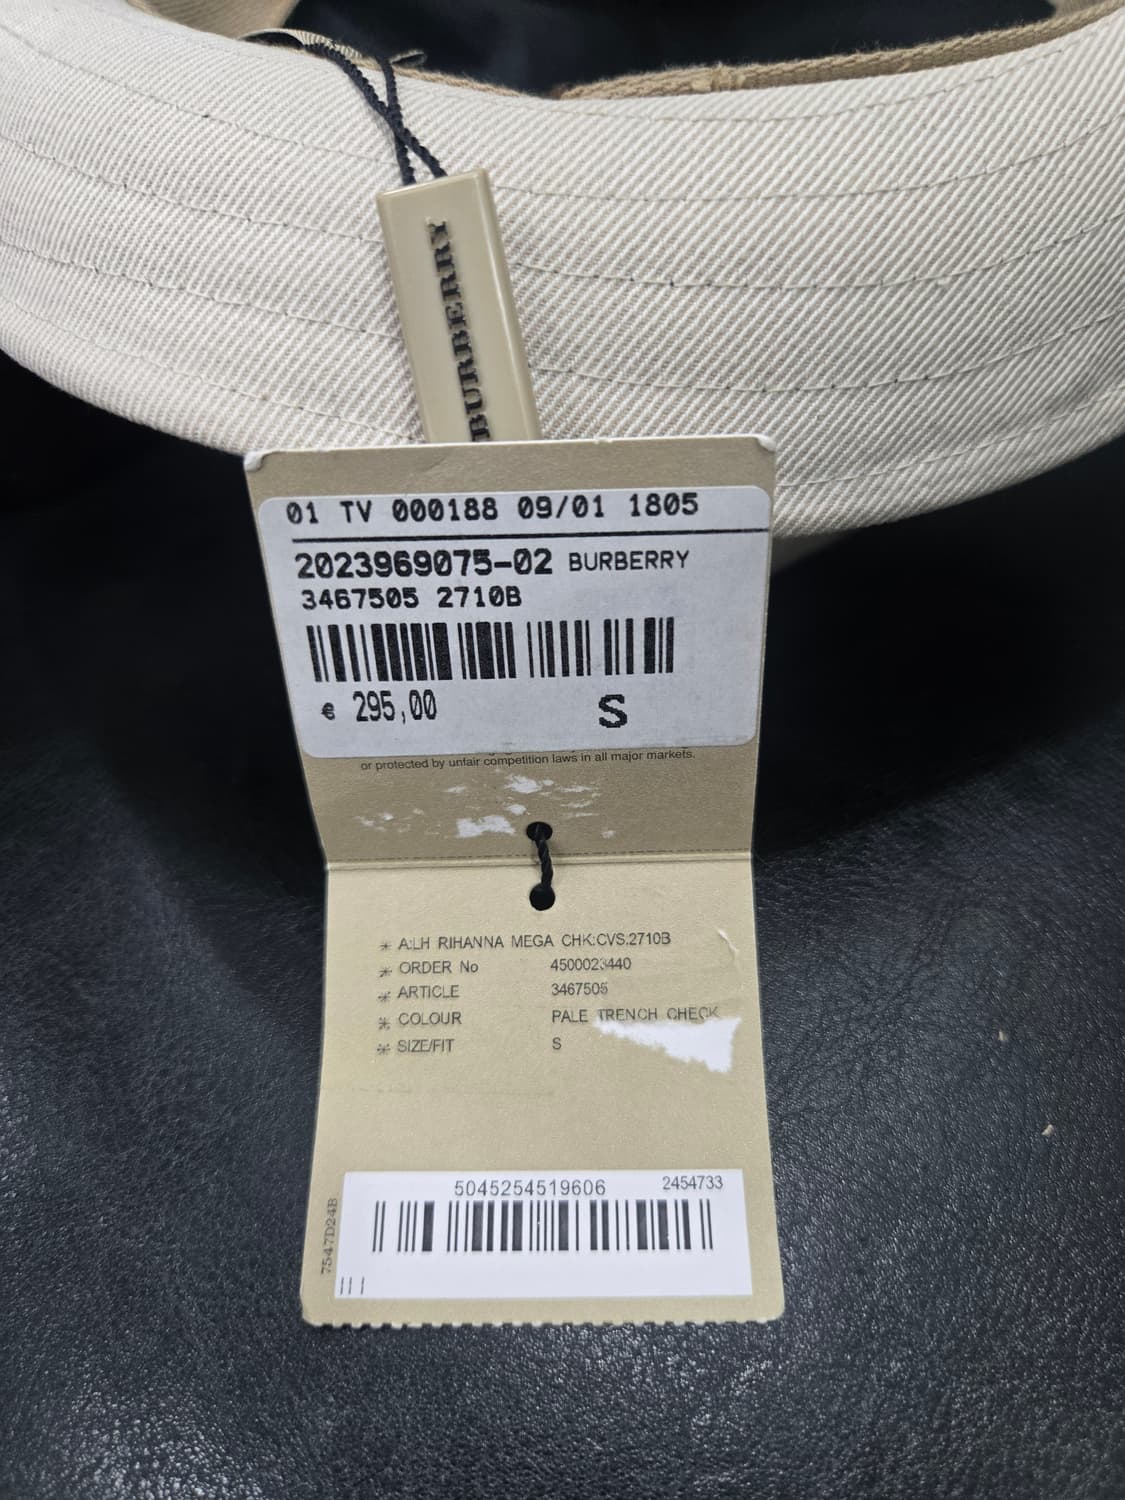 BURBERRY
01 TV 000188 09/01 1805
2023969075-02 BURBERRY
3467505 2710B
€ 295,00 S
or protected by unfair competition laws in all major markets.
* A:LH RIHANNA MEGA CHK:CVS:2710B
* ORDER No 4500023440
* ARTICLE 3467505
* COLOUR PALE TRENCH CHECK
* SIZE/FIT S
5045254519606 2454733
7547D24B